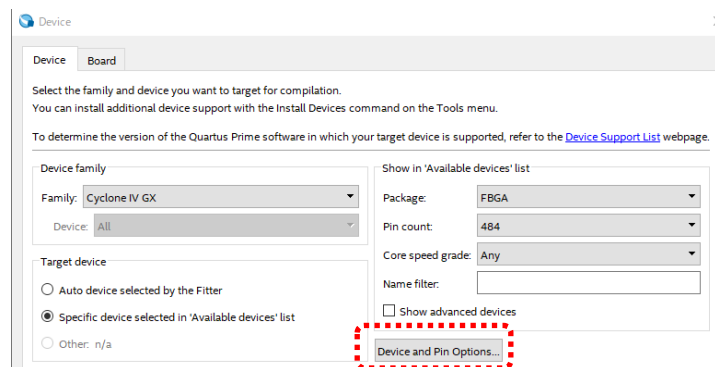 Device
Device Board
Select the family and device you want to target for compilation.
You can install additional device support with the Install Devices command on the Tools menu.
To determine the version of the Quartus Prime software in which your target device is supported, refer to the Device Support List webpage.
Device family
Family: Cyclone IV GX
Device: All
Target device
Auto device selected by the Fitter
Specific device selected in 'Available devices' list
Other: n/a
Show in 'Available devices' list
Package: FBGA
Pin count: 484
Core speed grade: Any
Name filter:
Show advanced devices
Device and Pin Options...